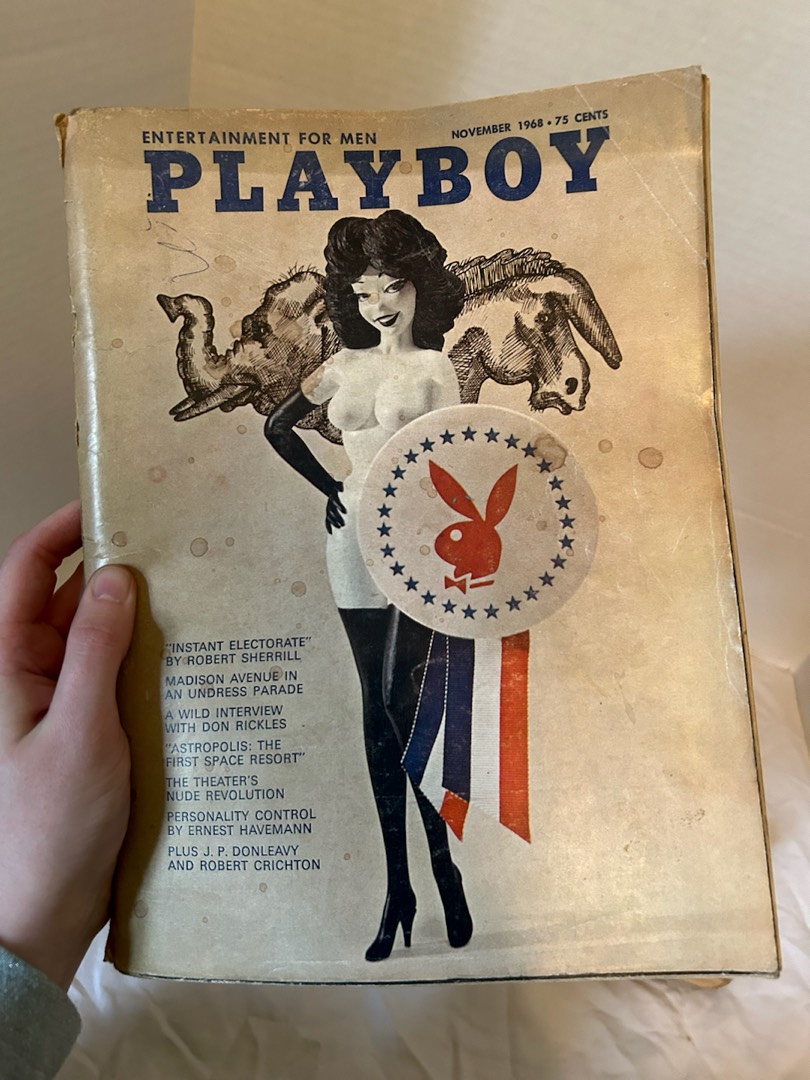 ENTERTAINMENT FOR MEN
NOVEMBER 1968 • 75 CENTS
PLAYBOY
"INSTANT ELECTORATE"
BY ROBERT SHERRILL
MADISON AVENUE IN
AN UNDRESS PARADE
A WILD INTERVIEW
WITH DON RICKLES
"ASTROPOLIS: THE
FIRST SPACE RESORT"
THE THEATER'S
NUDE REVOLUTION
PERSONALITY CONTROL
BY ERNEST HAVEMANN
PLUS J. P. DONLEAVY
AND ROBERT CRICHTON